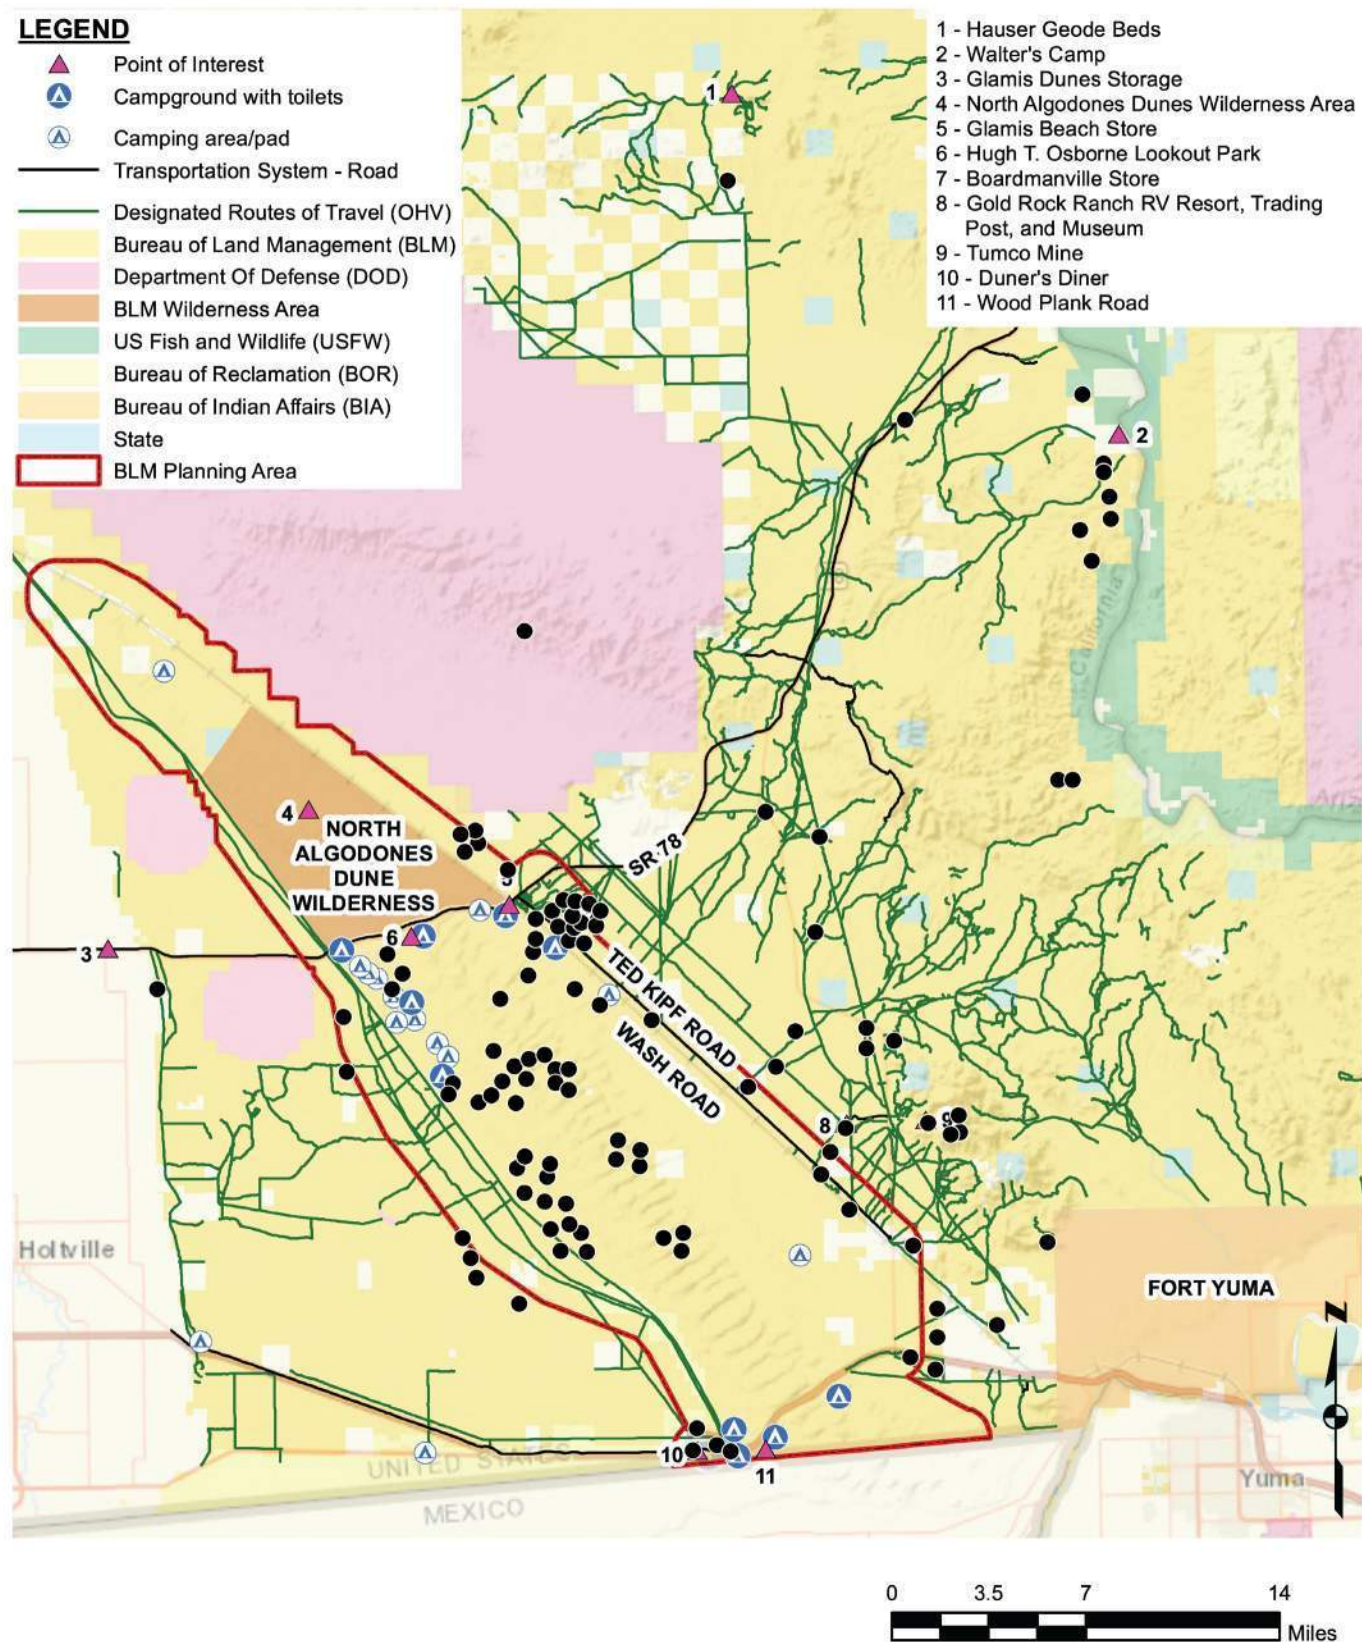 LEGEND
Point of Interest
Campground with toilets
Camping area/pad
Transportation System - Road
Designated Routes of Travel (OHV)
Bureau of Land Management (BLM)
Department Of Defense (DOD)
BLM Wilderness Area
US Fish and Wildlife (USFW)
Bureau of Reclamation (BOR)
Bureau of Indian Affairs (BIA)
State
BLM Planning Area
1 - Hauser Geode Beds
2 - Walter's Camp
3 - Glamis Dunes Storage
4 - North Algodones Dunes Wilderness Area
5 - Glamis Beach Store
6 - Hugh T. Osborne Lookout Park
7 - Boardmanville Store
8 - Gold Rock Ranch RV Resort, Trading
Post, and Museum
9 - Tumco Mine
10 - Duner's Diner
11 - Wood Plank Road
1
2
California
4
NORTH
ALGODONES
DUNE
WILDERNESS
SR 78
5
6
3
TED KIPF ROAD
WASH ROAD
8
9
Holtville
FORT YUMA
Z
10
11
UNITED STATES
MEXICO
Yuma
0 3.5 7 14
Miles